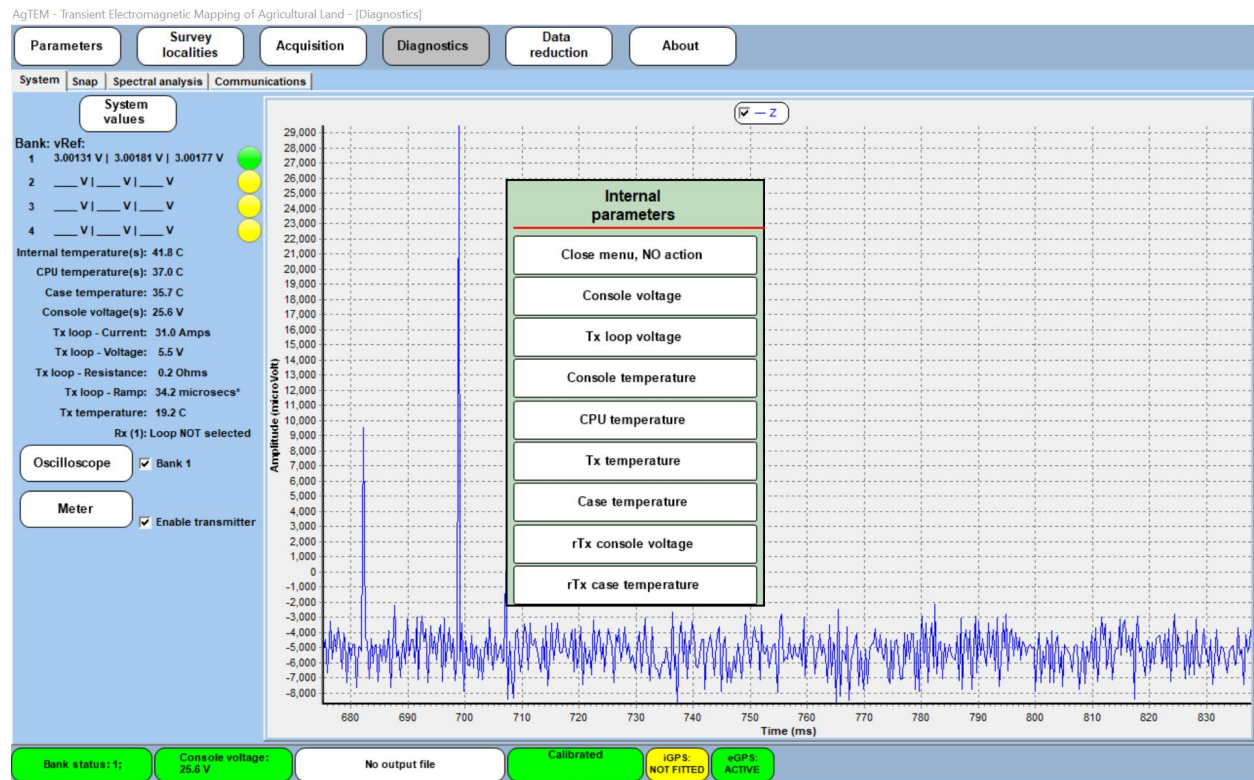 AgTEM - Transient Electromagnetic Mapping of Agricultural Land - [Diagnostics]
Parameters
Survey
localities
Acquisition
Diagnostics
Data
reduction
About
System
Snap
Spectral analysis
Communications
System
values
Bank: vRef:
1 3.00131 V | 3.00181 V | 3.00177 V
2 ____ V | ____ V | ____ V
3 ____ V | ____ V | ____ V
4 ____ V | ____ V | ____ V
Internal temperature(s): 41.8 C
CPU temperature(s): 37.0 C
Case temperature: 35.7 C
Console voltage(s): 25.6 V
Tx loop - Current: 31.0 Amps
Tx loop - Voltage: 5.5 V
Tx loop - Resistance: 0.2 Ohms
Tx loop - Ramp: 34.2 microsecs*
Tx temperature: 19.2 C
Rx (1): Loop NOT selected
Oscilloscope
Bank 1
Meter
Enable transmitter
Z
29,000
28,000
27,000
26,000
25,000
24,000
23,000
22,000
21,000
20,000
19,000
18,000
17,000
16,000
15,000
14,000
13,000
12,000
11,000
10,000
9,000
8,000
7,000
6,000
5,000
4,000
3,000
2,000
1,000
0
-1,000
-2,000
-3,000
-4,000
-5,000
-6,000
-7,000
-8,000
Amplitude (microVolt)
Internal
parameters
Close menu, NO action
Console voltage
Tx loop voltage
Console temperature
CPU temperature
Tx temperature
Case temperature
rTx console voltage
rTx case temperature
680 690 700 710 720 730 740 750 760 770 780 790 800 810 820 830
Time (ms)
Bank status: 1;
Console voltage:
25.6 V
No output file
Calibrated
iGPS:
NOT FITTED
eGPS:
ACTIVE